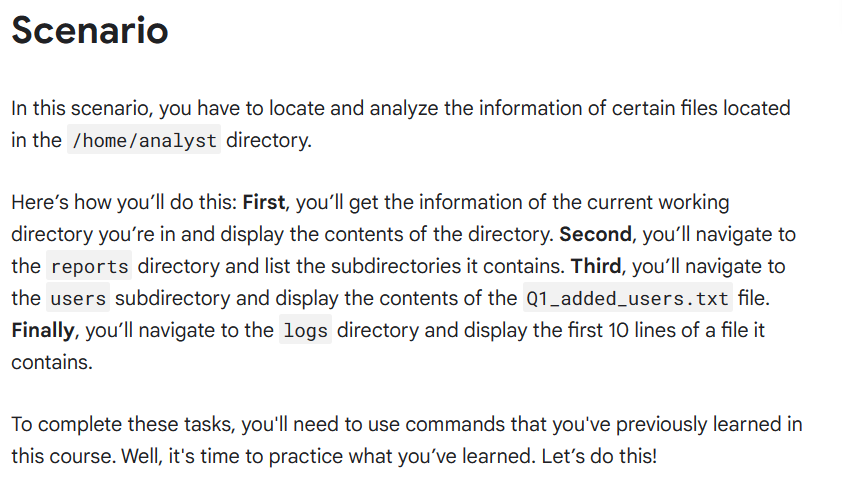 Scenario
In this scenario, you have to locate and analyze the information of certain files located
in the /home/analyst directory.
Here’s how you’ll do this: First, you’ll get the information of the current working
directory you’re in and display the contents of the directory. Second, you’ll navigate to
the reports directory and list the subdirectories it contains. Third, you’ll navigate to
the users subdirectory and display the contents of the Q1_added_users.txt file.
Finally, you’ll navigate to the logs directory and display the first 10 lines of a file it
contains.
To complete these tasks, you'll need to use commands that you've previously learned in
this course. Well, it's time to practice what you’ve learned. Let’s do this!